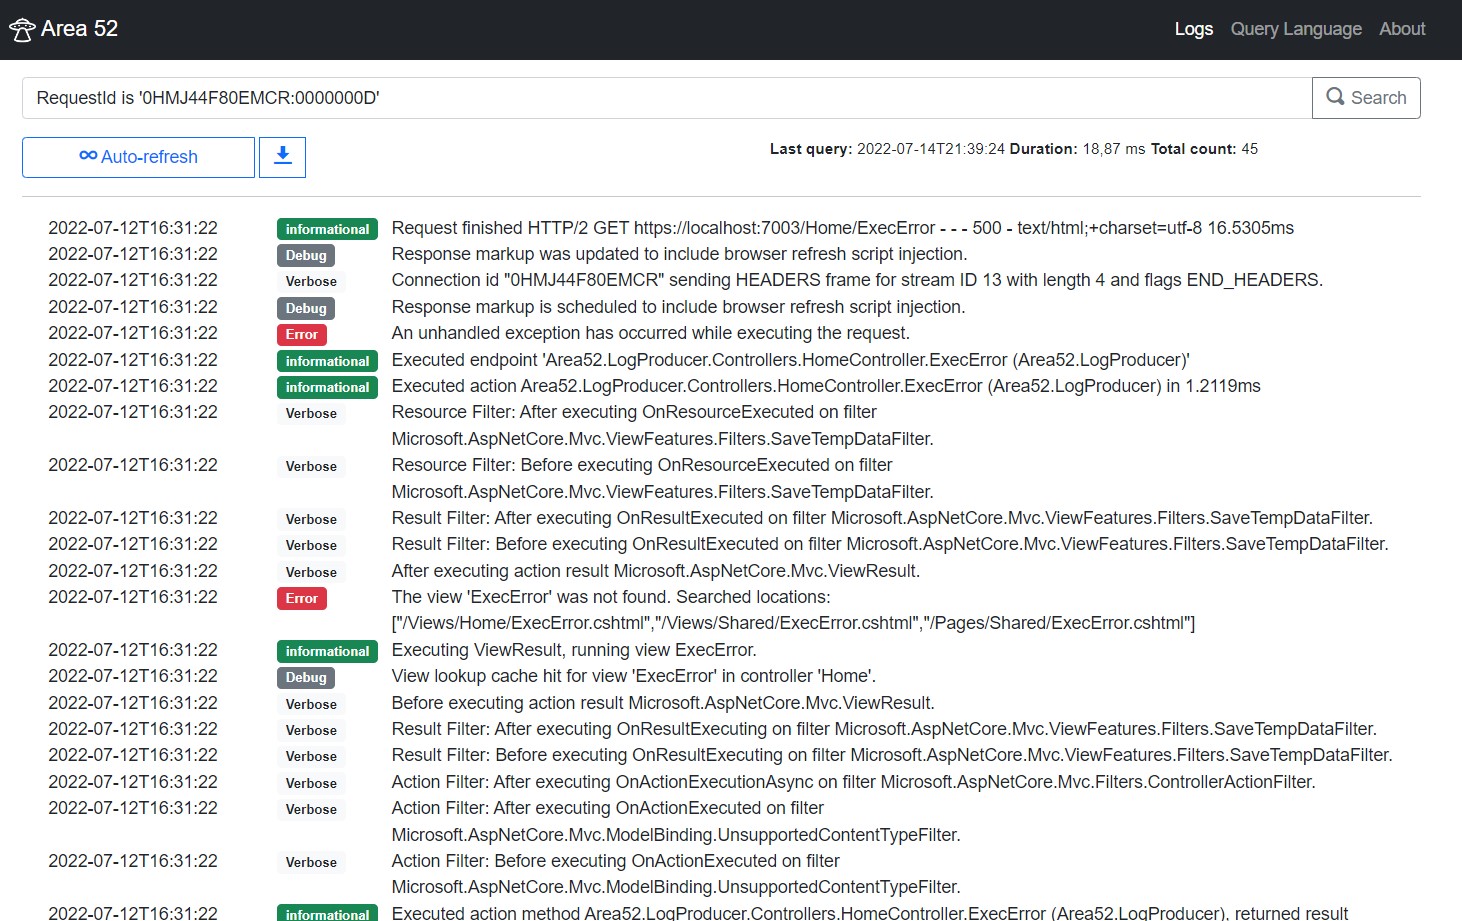 Area 52 Logs Query Language About
RequestId is '0HMJ44F80EMCR:0000000D' Search
Auto-refresh Last query: 2022-07-14T21:39:24 Duration: 18,87 ms Total count: 45
2022-07-12T16:31:22 informational Request finished HTTP/2 GET https://localhost:7003/Home/ExecError - - - 500 - text/html;+charset=utf-8 16.5305ms
2022-07-12T16:31:22 Debug Response markup was updated to include browser refresh script injection.
2022-07-12T16:31:22 Verbose Connection id "0HMJ44F80EMCR" sending HEADERS frame for stream ID 13 with length 4 and flags END_HEADERS.
2022-07-12T16:31:22 Debug Response markup is scheduled to include browser refresh script injection.
2022-07-12T16:31:22 Error An unhandled exception has occurred while executing the request.
2022-07-12T16:31:22 informational Executed endpoint 'Area52.LogProducer.Controllers.HomeController.ExecError (Area52.LogProducer)'
2022-07-12T16:31:22 informational Executed action Area52.LogProducer.Controllers.HomeController.ExecError (Area52.LogProducer) in 1.2119ms
2022-07-12T16:31:22 Verbose Resource Filter: After executing OnResourceExecuted on filter
Microsoft.AspNetCore.Mvc.ViewFeatures.Filters.SaveTempDataFilter.
2022-07-12T16:31:22 Verbose Resource Filter: Before executing OnResourceExecuted on filter
Microsoft.AspNetCore.Mvc.ViewFeatures.Filters.SaveTempDataFilter.
2022-07-12T16:31:22 Verbose Result Filter: After executing OnResultExecuted on filter Microsoft.AspNetCore.Mvc.ViewFeatures.Filters.SaveTempDataFilter.
2022-07-12T16:31:22 Verbose Result Filter: Before executing OnResultExecuted on filter Microsoft.AspNetCore.Mvc.ViewFeatures.Filters.SaveTempDataFilter.
2022-07-12T16:31:22 Verbose After executing action result Microsoft.AspNetCore.Mvc.ViewResult.
2022-07-12T16:31:22 Error The view 'ExecError' was not found. Searched locations:
["/Views/Home/ExecError.cshtml","/Views/Shared/ExecError.cshtml","/Pages/Shared/ExecError.cshtml"]
2022-07-12T16:31:22 informational Executing ViewResult, running view ExecError.
2022-07-12T16:31:22 Debug View lookup cache hit for view 'ExecError' in controller 'Home'.
2022-07-12T16:31:22 Verbose Before executing action result Microsoft.AspNetCore.Mvc.ViewResult.
2022-07-12T16:31:22 Verbose Result Filter: After executing OnResultExecuting on filter Microsoft.AspNetCore.Mvc.ViewFeatures.Filters.SaveTempDataFilter.
2022-07-12T16:31:22 Verbose Result Filter: Before executing OnResultExecuting on filter Microsoft.AspNetCore.Mvc.ViewFeatures.Filters.SaveTempDataFilter.
2022-07-12T16:31:22 Verbose Action Filter: After executing OnActionExecutionAsync on filter Microsoft.AspNetCore.Mvc.Filters.ControllerActionFilter.
2022-07-12T16:31:22 Verbose Action Filter: After executing OnActionExecuted on filter
Microsoft.AspNetCore.Mvc.ModelBinding.UnsupportedContentTypeFilter.
2022-07-12T16:31:22 Verbose Action Filter: Before executing OnActionExecuted on filter
Microsoft.AspNetCore.Mvc.ModelBinding.UnsupportedContentTypeFilter.
2022-07-12T16:31:22 informational Executed action method Area52.LogProducer.Controllers.HomeController.ExecError (Area52.LogProducer), returned result